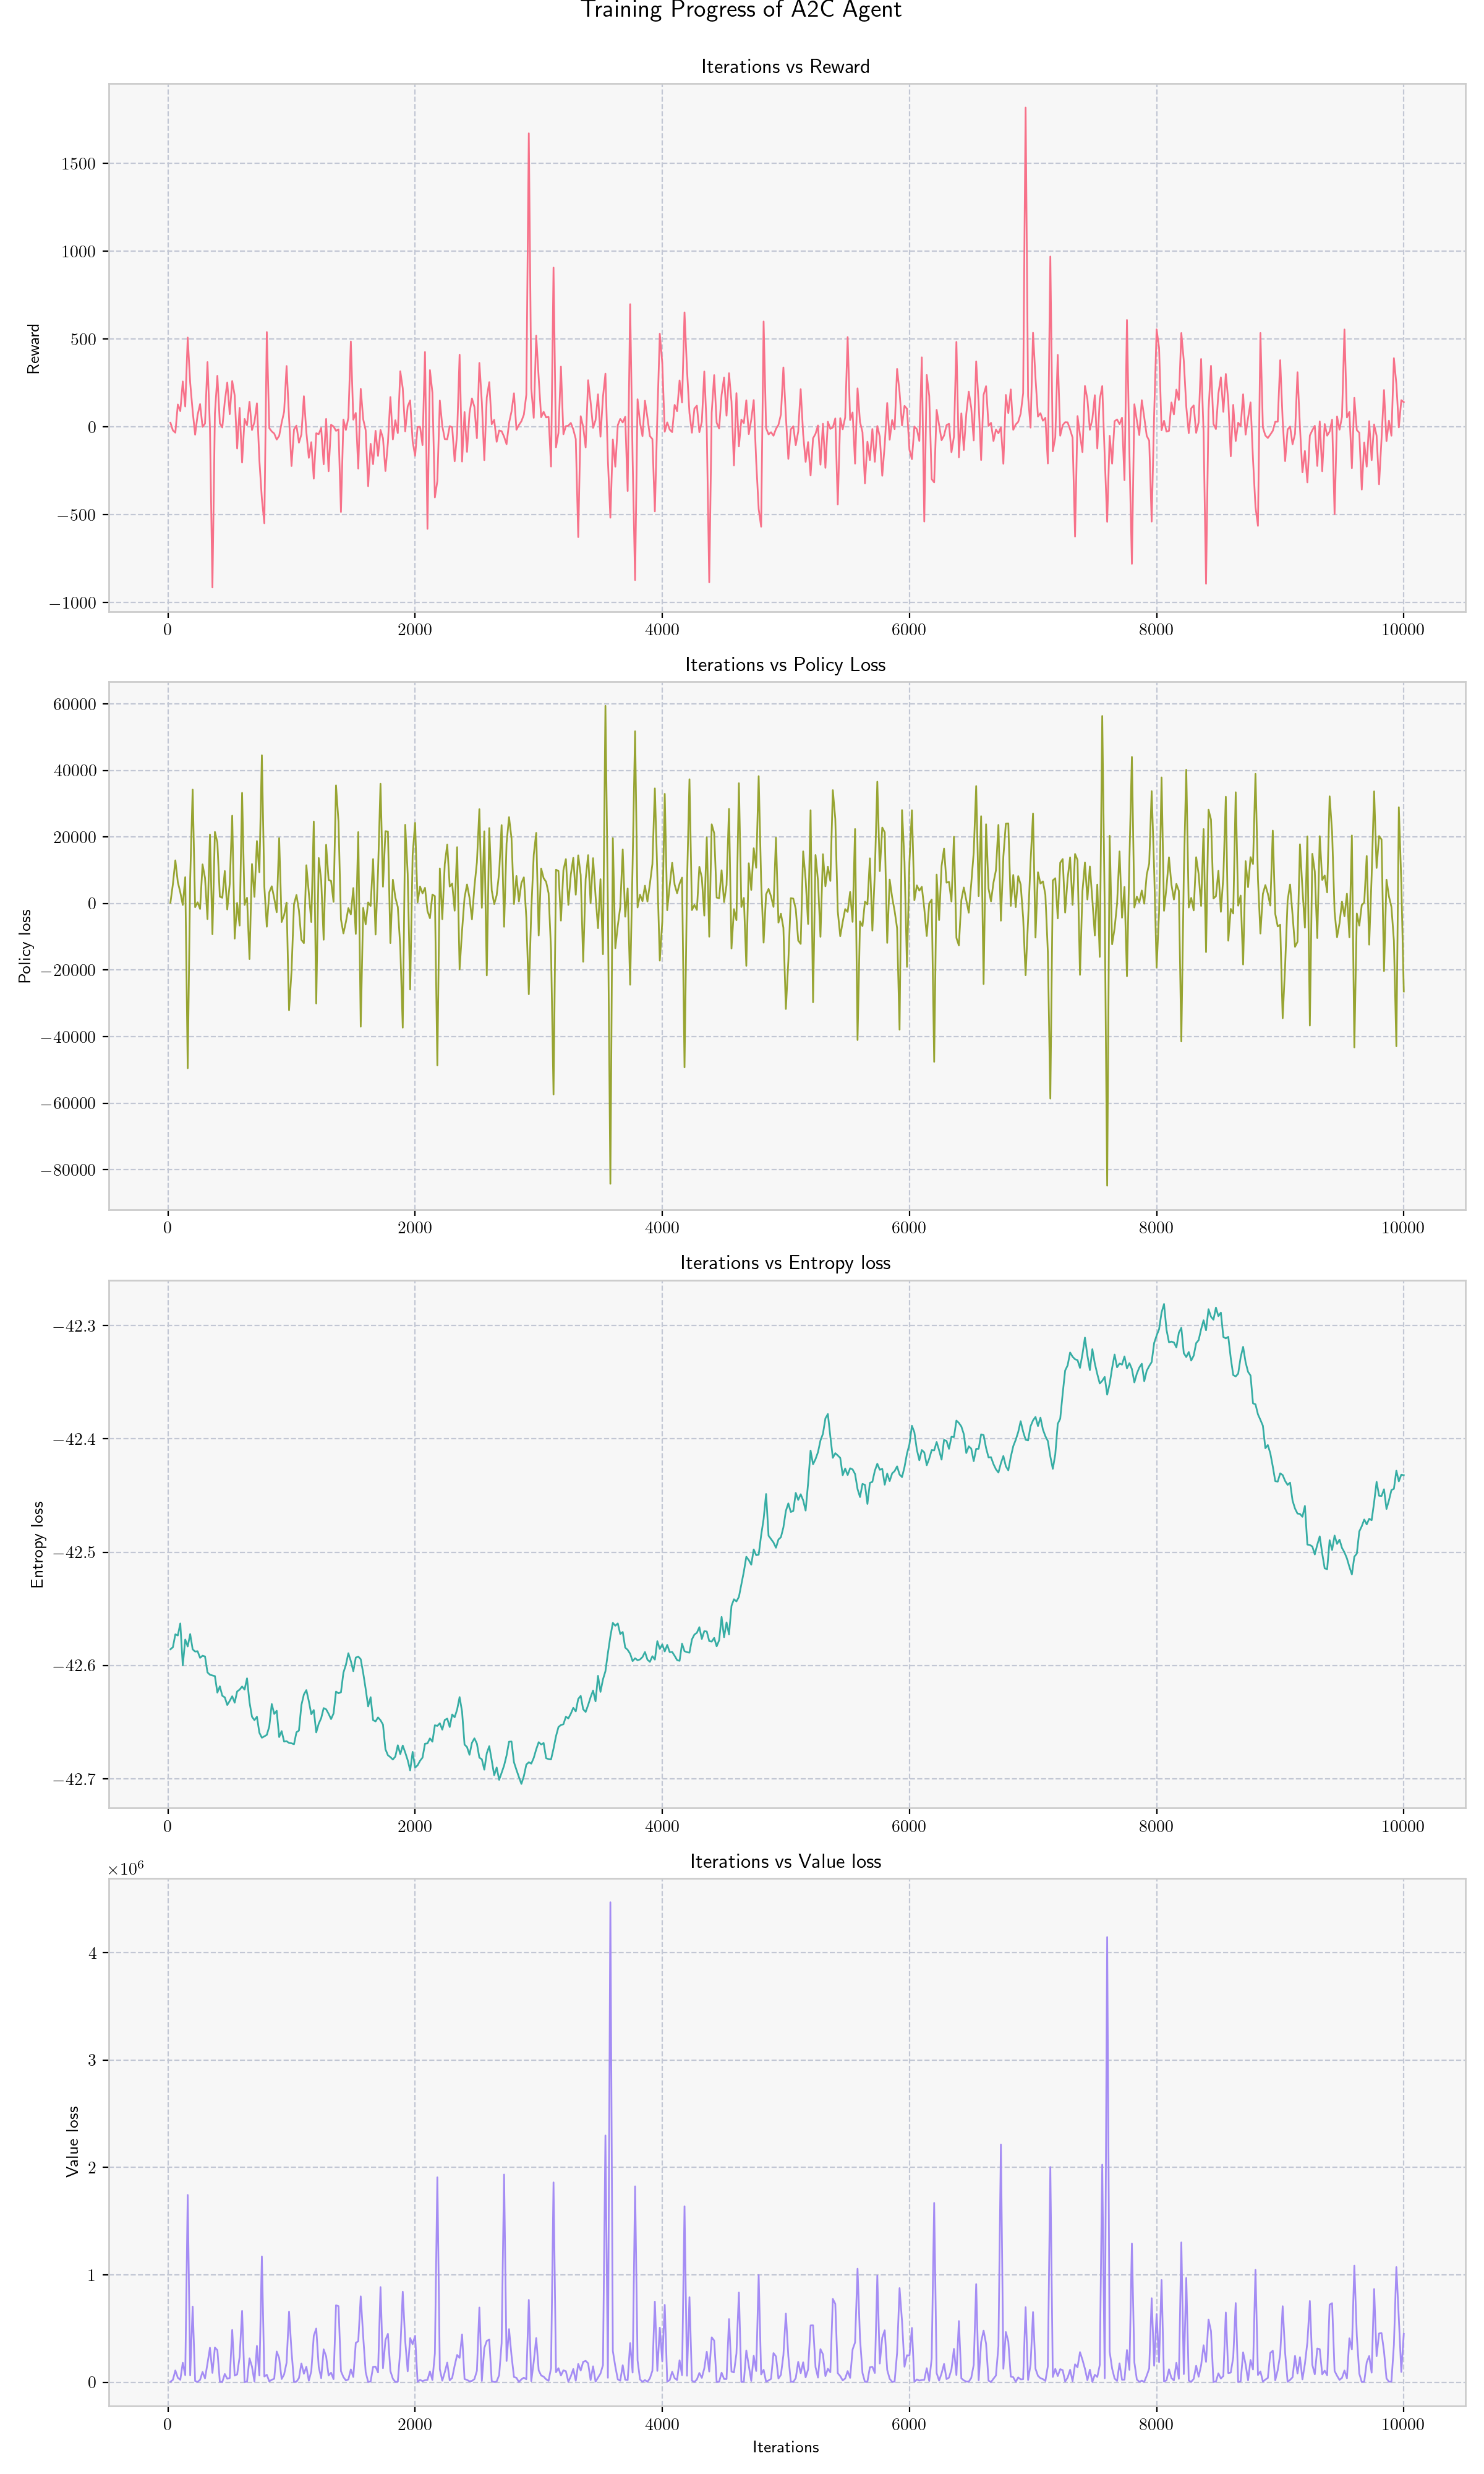 Training Progress of A2C Agent
Iterations vs Reward
Reward
1500
1000
500
0
−500
−1000
0 2000 4000 6000 8000 10000
Iterations vs Policy Loss
Policy loss
60000
40000
20000
0
−20000
−40000
−60000
−80000
0 2000 4000 6000 8000 10000
Iterations vs Entropy loss
Entropy loss
−42.3
−42.4
−42.5
−42.6
−42.7
0 2000 4000 6000 8000 10000
Iterations vs Value loss
×10⁶
Value loss
4
3
2
1
0
0 2000 4000 6000 8000 10000
Iterations